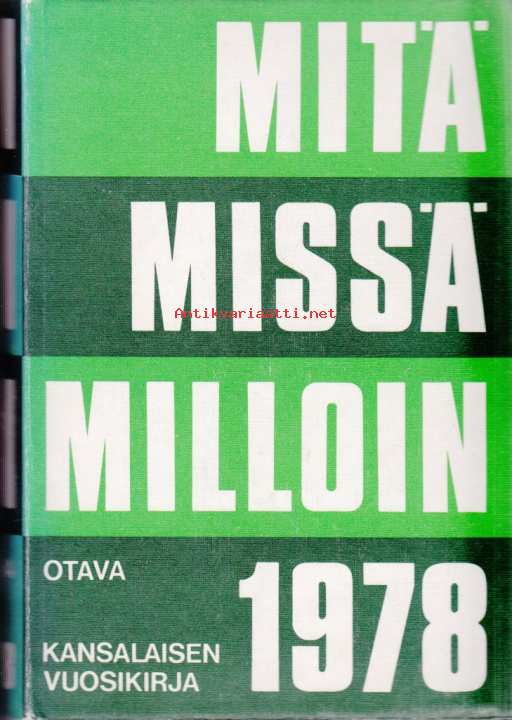 MITÄ
MISSÄ
Antikvariaatti.net
MILLOIN
OTAVA
1978
KANSALAISEN
VUOSIKIRJA